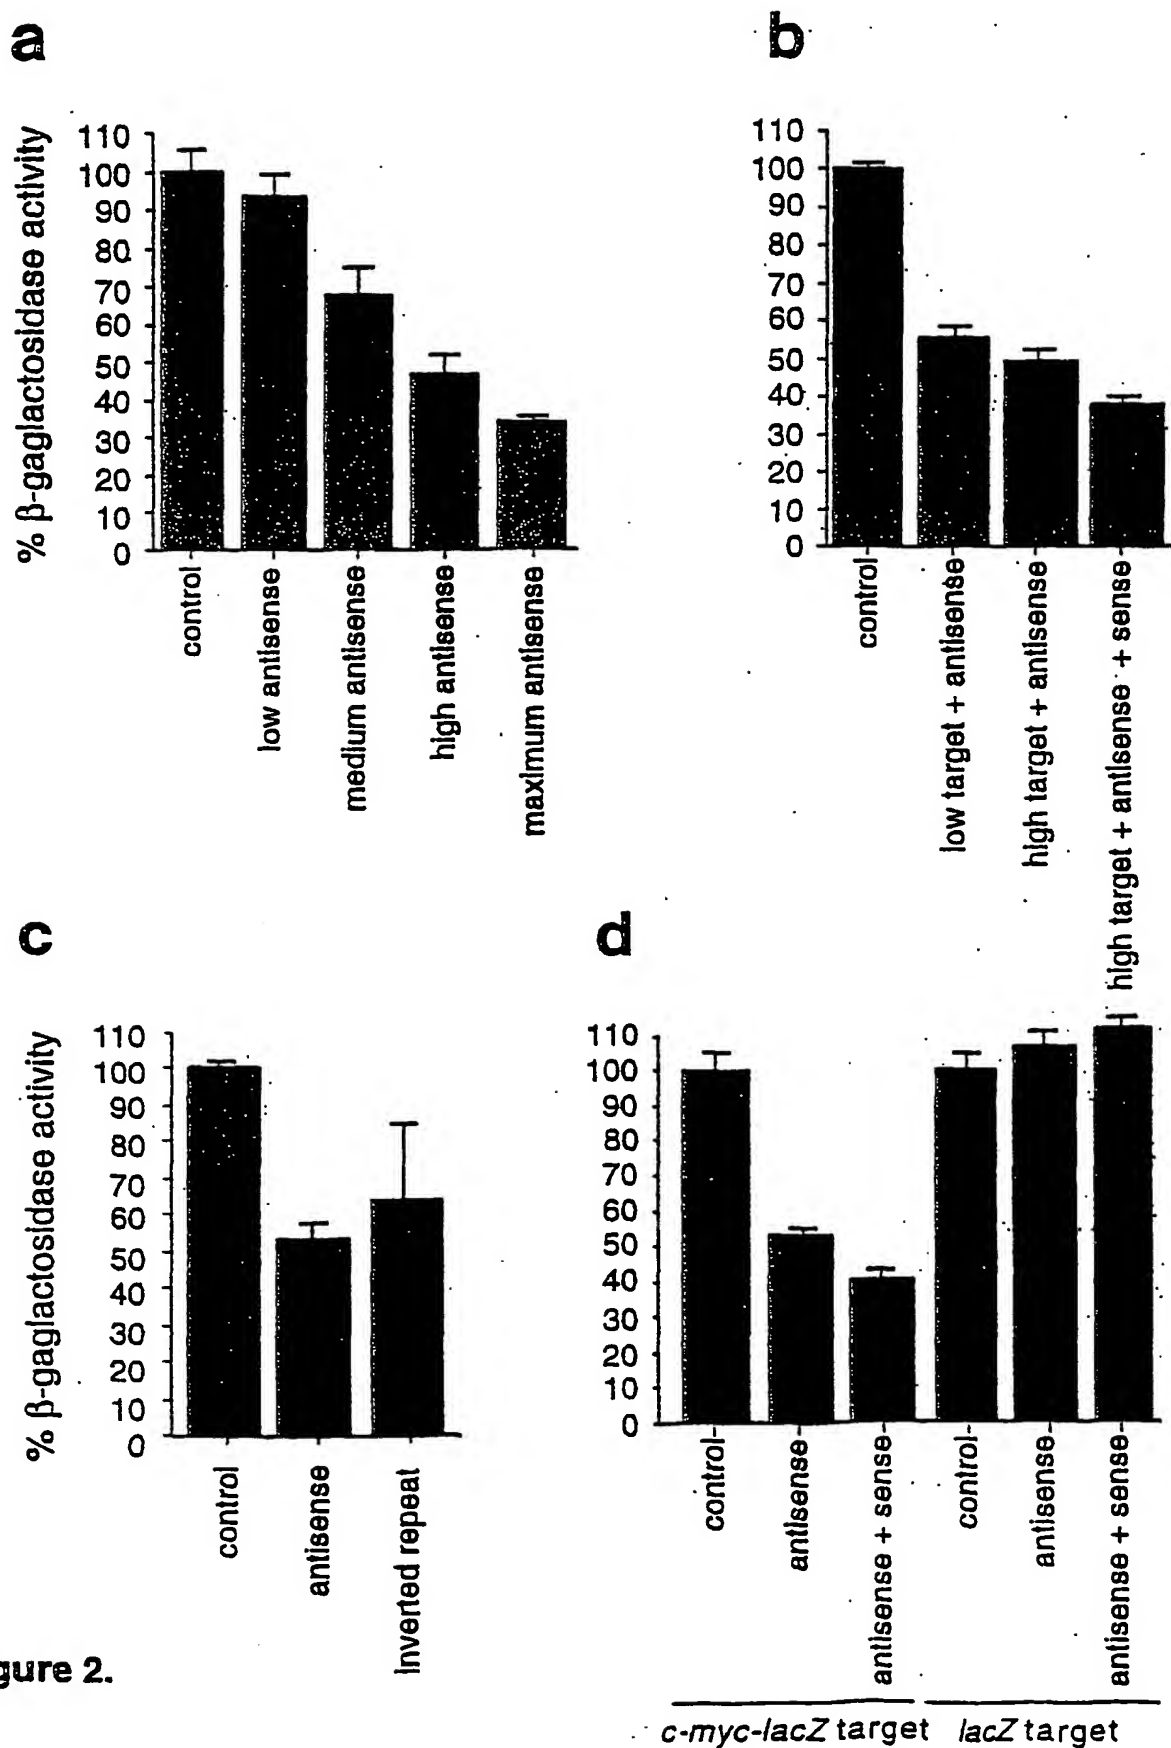 a
% β-gaglactosidase activity
110
100
90
80
70
60
50
40
30
20
10
0
control
low antisense
medium antisense
high antisense
maximum antisense
b
110
100
90
80
70
60
50
40
30
20
10
0
control
low target + antisense
high target + antisense
high target + antisense + sense
c
% β-gaglactosidase activity
110
100
90
80
70
60
50
40
30
20
10
0
control
antisense
inverted repeat
d
110
100
90
80
70
60
50
40
30
20
10
0
control
antisense
antisense + sense
control
antisense
antisense + sense
c-myc-lacZ target
lacZ target
gure 2.